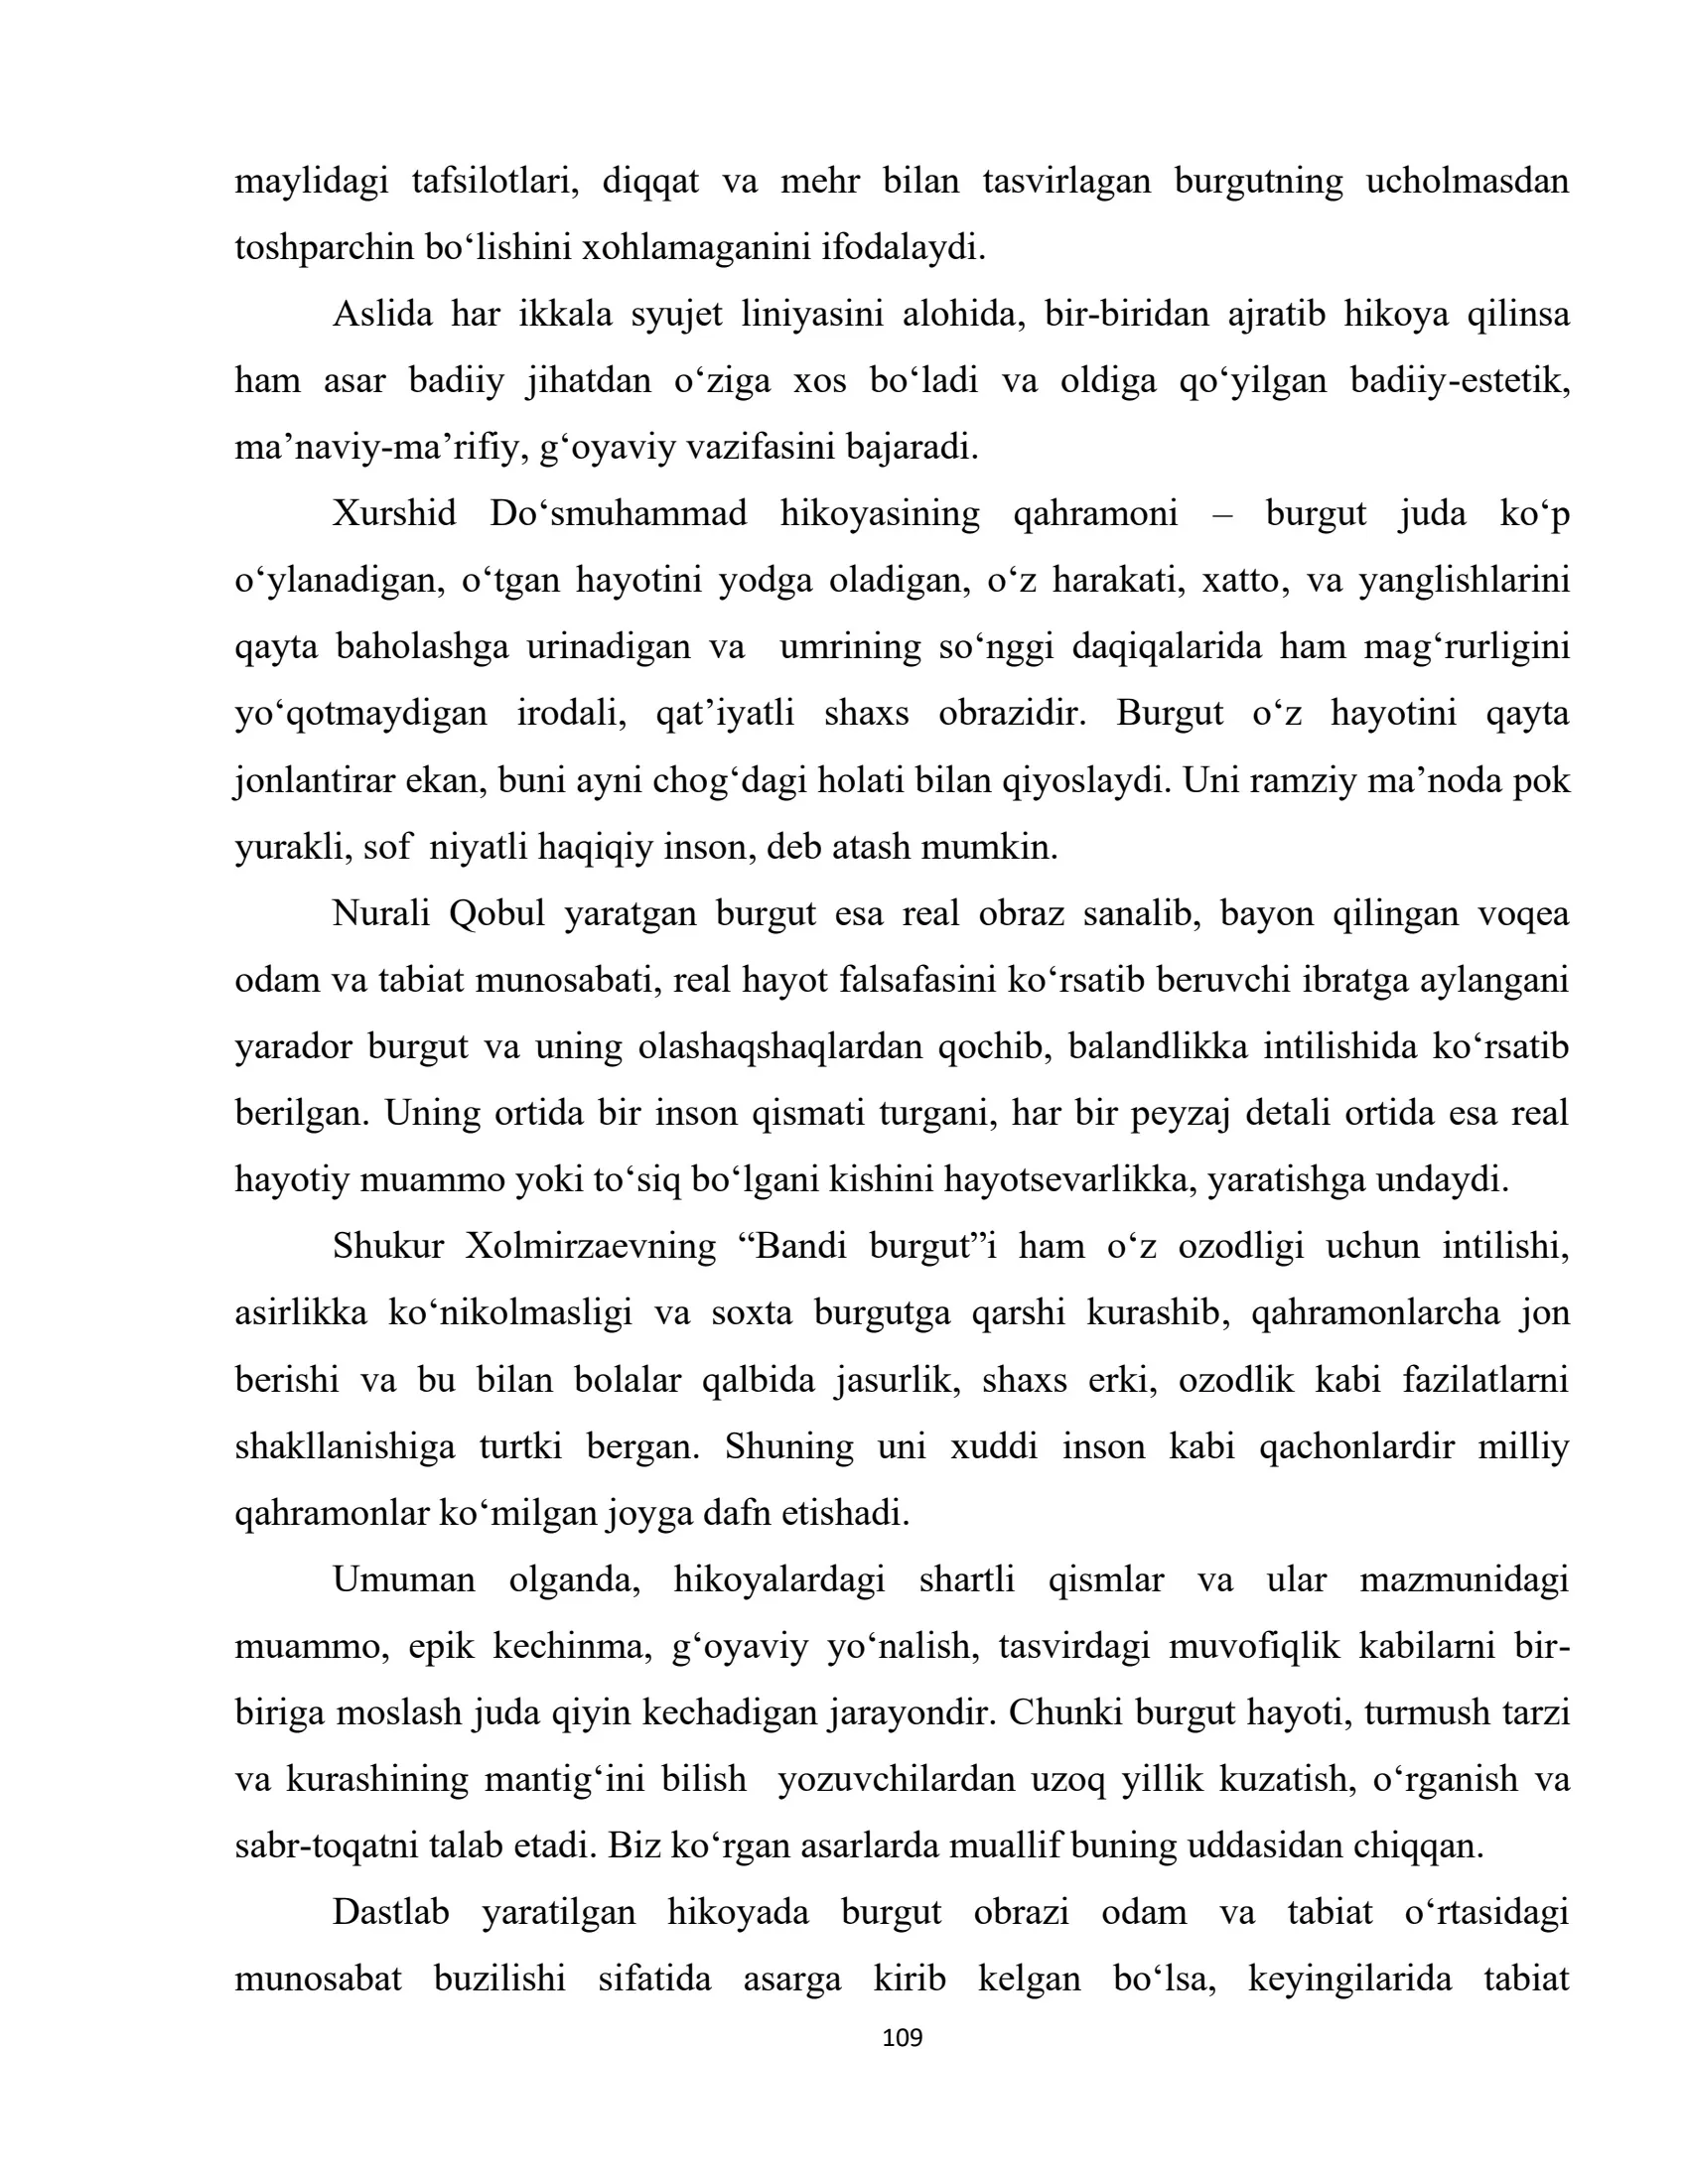 maylidagi tafsilotlari, diqqat va mehr bilan tasvirlagan burgutning ucholmasdan
toshparchin bo‘lishini xohlamaganini ifodalaydi.
Aslida har ikkala syujet liniyasini alohida, bir-biridan ajratib hikoya qilinsa
ham asar badiiy jihatdan o‘ziga xos bo‘ladi va oldiga qo‘yilgan badiiy-estetik,
ma’naviy-ma’rifiy, g‘oyaviy vazifasini bajaradi.
Xurshid Do‘smuhammad hikoyasining qahramoni – burgut juda ko‘p
o‘ylanadigan, o‘tgan hayotini yodga oladigan, o‘z harakati, xatto, va yanglishlarini
qayta baholashga urinadigan va  umrining so‘nggi daqiqalarida ham mag‘rurligini
yo‘qotmaydigan irodali, qat’iyatli shaxs obrazidir. Burgut o‘z hayotini qayta
jonlantirar ekan, buni ayni chog‘dagi holati bilan qiyoslaydi. Uni ramziy ma’noda pok
yurakli, sof  niyatli haqiqiy inson, deb atash mumkin.
Nurali Qobul yaratgan burgut esa real obraz sanalib, bayon qilingan voqea
odam va tabiat munosabati, real hayot falsafasini ko‘rsatib beruvchi ibratga aylangani
yarador burgut va uning olashaqshaqlardan qochib, balandlikka intilishida ko‘rsatib
berilgan. Uning ortida bir inson qismati turgani, har bir peyzaj detali ortida esa real
hayotiy muammo yoki to‘siq bo‘lgani kishini hayotsevarlikka, yaratishga undaydi.
Shukur Xolmirzaevning “Bandi burgut”i ham o‘z ozodligi uchun intilishi,
asirlikka ko‘nikolmasligi va soxta burgutga qarshi kurashib, qahramonlarcha jon
berishi va bu bilan bolalar qalbida jasurlik, shaxs erki, ozodlik kabi fazilatlarni
shakllanishiga turtki bergan. Shuning uni xuddi inson kabi qachonlardir milliy
qahramonlar ko‘milgan joyga dafn etishadi.
Umuman olganda, hikoyalardagi shartli qismlar va ular mazmunidagi
muammo, epik kechinma, g‘oyaviy yo‘nalish, tasvirdagi muvofiqlik kabilarni bir-
biriga moslash juda qiyin kechadigan jarayondir. Chunki burgut hayoti, turmush tarzi
va kurashining mantig‘ini bilish  yozuvchilardan uzoq yillik kuzatish, o‘rganish va
sabr-toqatni talab etadi. Biz ko‘rgan asarlarda muallif buning uddasidan chiqqan.
Dastlab yaratilgan hikoyada burgut obrazi odam va tabiat o‘rtasidagi
munosabat buzilishi sifatida asarga kirib kelgan bo‘lsa, keyingilarida tabiat
109